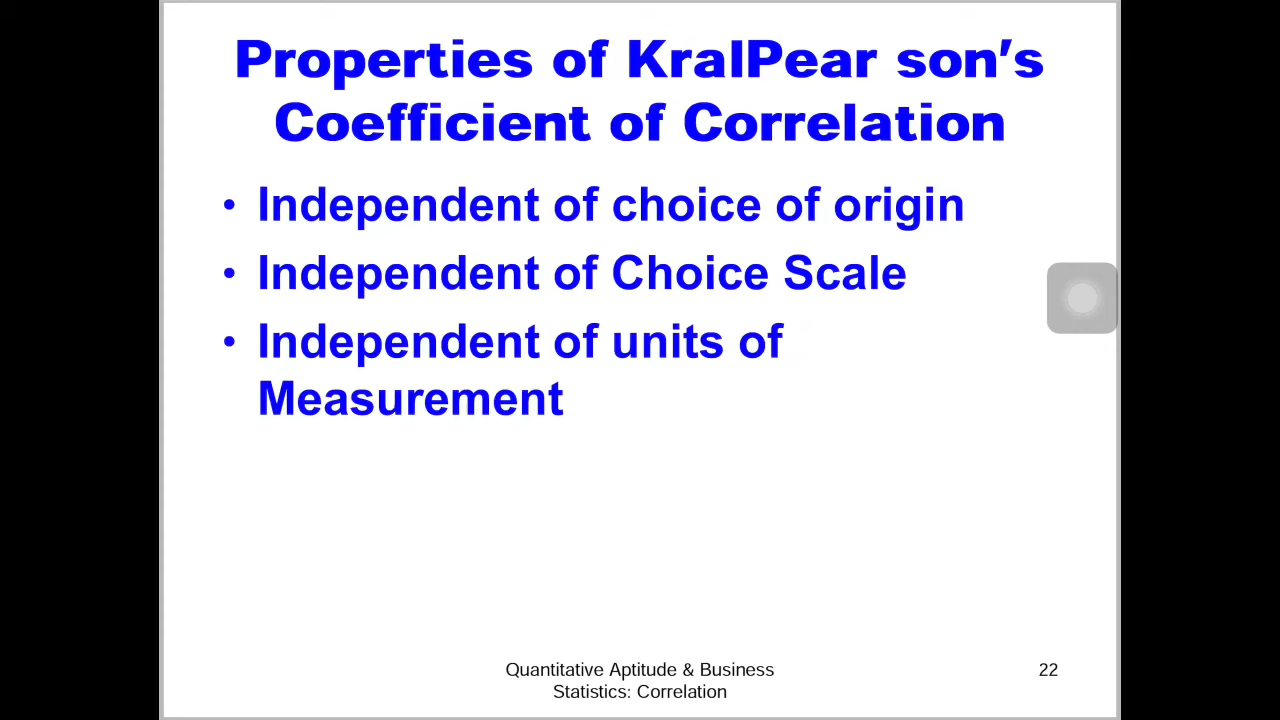 Properties of KralPear son's
Coefficient of Correlation
• Independent of choice of origin
• Independent of Choice Scale
• Independent of units of
Measurement
Quantitative Aptitude & Business
Statistics: Correlation
22